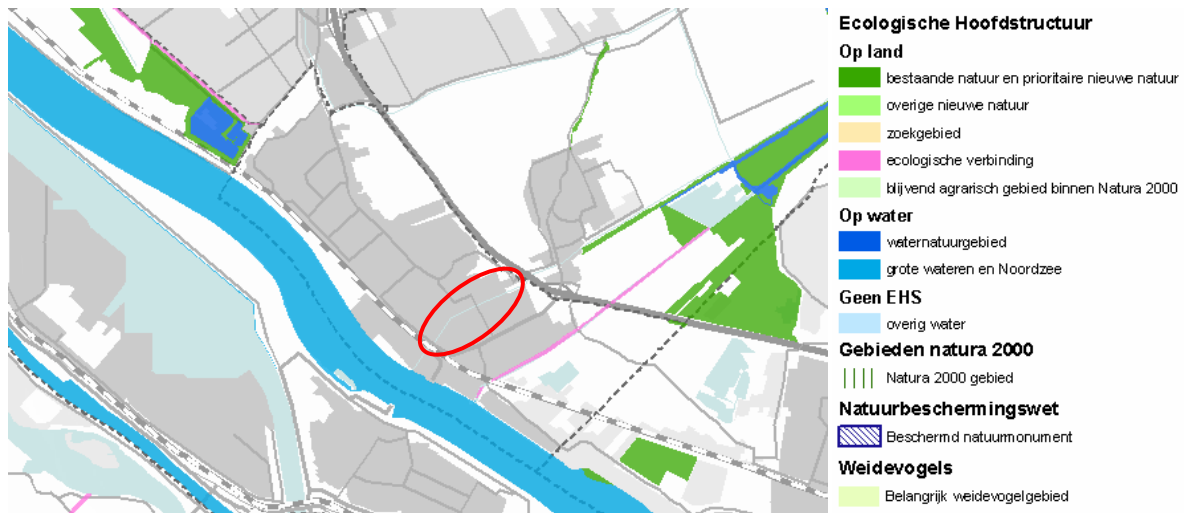 Ecologische Hoofdstructuur
Op land
bestaande natuur en prioritaire nieuwe natuur
overige nieuwe natuur
zoekgebied
ecologische verbinding
blijvend agrarisch gebied binnen Natura 2000
Op water
waternatuurgebied
grote wateren en Noordzee
Geen EHS
overig water
Gebieden natura 2000
Natura 2000 gebied
Natuurbeschermingswet
Beschermd natuurmonument
Weidevogels
Belangrijk weidevogelgebied